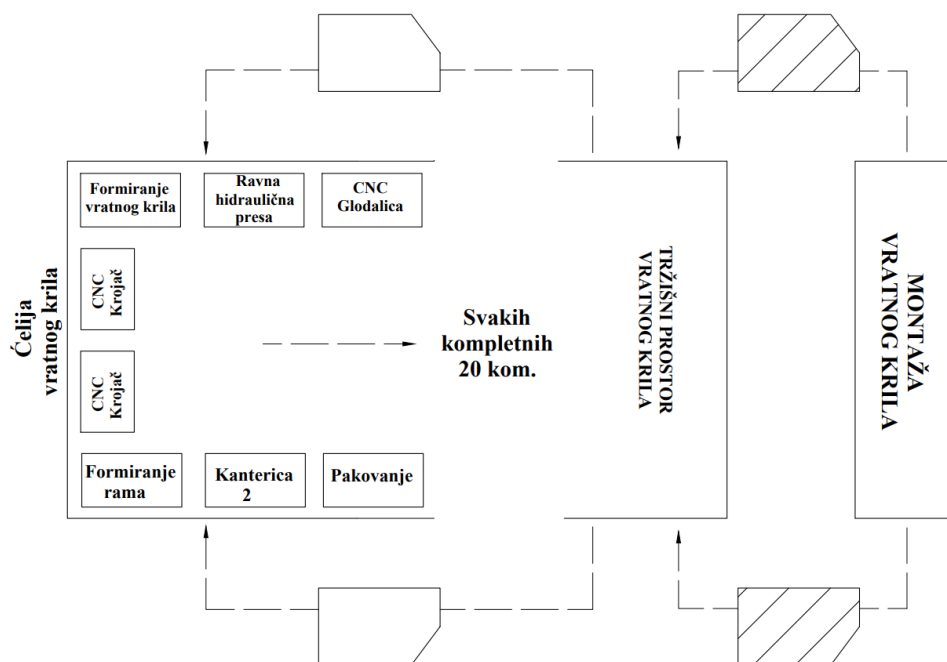 Formiranje
vratnog krila
Ravna
hidraulična
presa
CNC
Glodalica
Ćelija
vratnog krila
CNC
Krojač
CNC
Krojač
Svakih
kompletnih
20 kom.
TRŽIŠNI PROSTOR
VRATNOG KRILA
MONTAŽA
VRATNOG KRILA
Formiranje
rama
Kanterica
2
Pakovanje